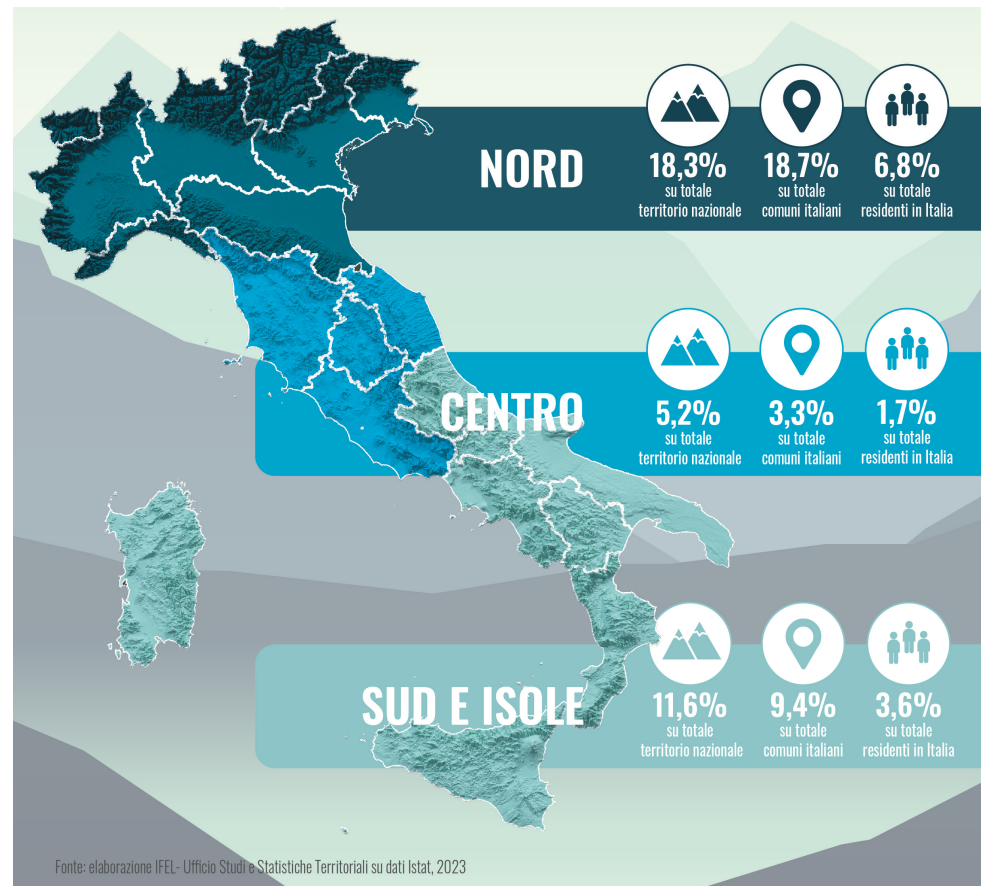 NORD
18,3%
su totale
territorio nazionale
18,7%
su totale
comuni italiani
6,8%
su totale
residenti in Italia
CENTRO
5,2%
su totale
territorio nazionale
3,3%
su totale
comuni italiani
1,7%
su totale
residenti in Italia
SUD E ISOLE
11,6%
su totale
territorio nazionale
9,4%
su totale
comuni italiani
3,6%
su totale
residenti in Italia
Fonte: elaborazione IFEL- Ufficio Studi e Statistiche Territoriali su dati Istat, 2023